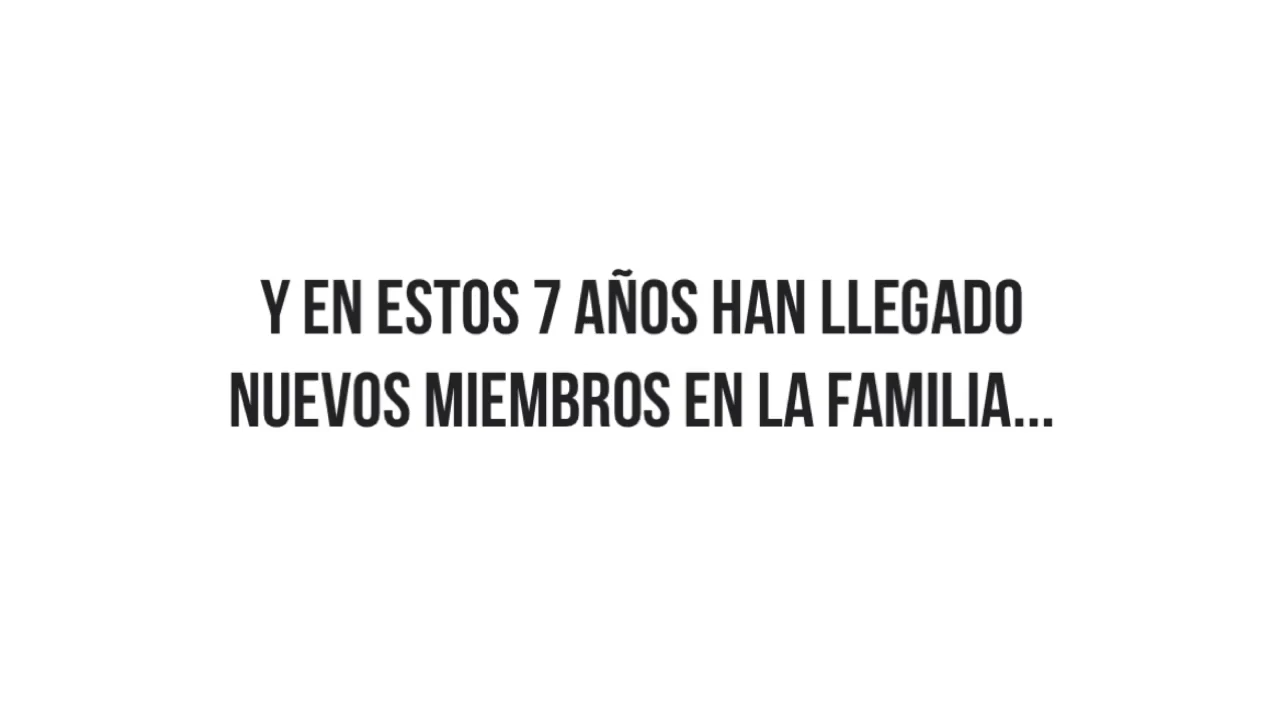 Y EN ESTOS 7 AÑOS HAN LLEGADO
NUEVOS MIEMBROS EN LA FAMILIA...